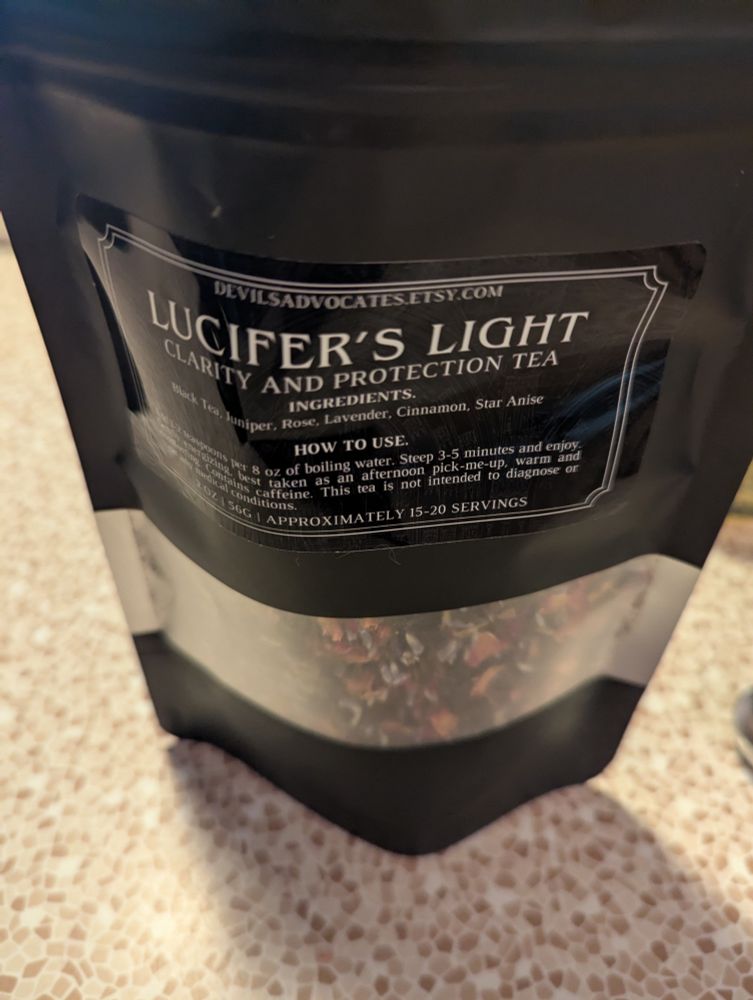 DEVILSADVOCATES.ETSY.COM
LUCIFER'S LIGHT
CLARITY AND PROTECTION TEA
INGREDIENTS.
Black Tea, Juniper, Rose, Lavender, Cinnamon, Star Anise
HOW TO USE.
teaspoons per 8 oz of boiling water. Steep 3-5 minutes and enjoy.
energizing, best taken as an afternoon pick-me-up, warm and
Contains caffeine. This tea is not intended to diagnose or
medical conditions.
OZ | 56G | APPROXIMATELY 15-20 SERVINGS